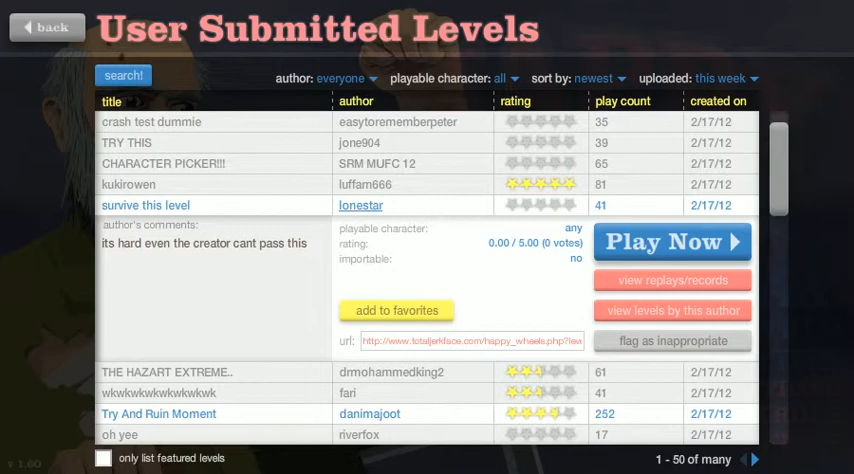 back
User Submitted Levels
search!
author: everyone playable character: all sort by: newest uploaded: this week
title author rating play count created on
crash test dummie easytorememberpeter 35 2/17/12
TRY THIS jone904 39 2/17/12
CHARACTER PICKER!!! SRM MUFC 12 65 2/17/12
kukirowen luffam666 81 2/17/12
survive this level lonestar 41 2/17/12
author's comments:
its hard even the creator cant pass this
playable character: any
rating: 0.00 / 5.00 (0 votes)
importable: no
add to favorites
url: http://www.totaljerkface.com/happy_wheels.php?lev
Play Now
view replays/records
view levels by this author
flag as inappropriate
THE HAZART EXTREME.. drmohammedking2 61 2/17/12
wkwkwkwkwkwkwkwk fari 41 2/17/12
Try And Ruin Moment danimajoot 252 2/17/12
oh yee riverfox 17 2/17/12
only list featured levels
1 - 50 of many
v 1.60